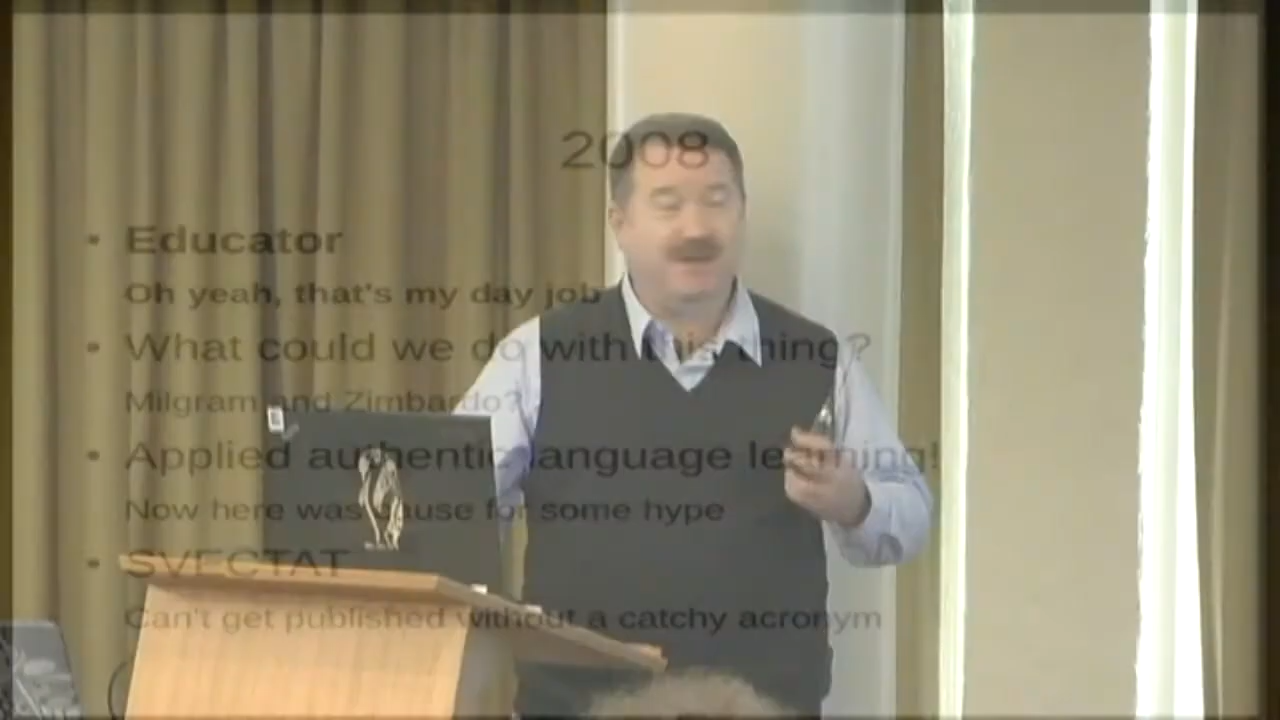 2008
• Educator
Oh yeah, that's my day job
• What could we do with this thing?
Milgram and Zimbardo?
• Applied authentic language learning!
Now here was cause for some hype
• SVECTAT
Can't get published without a catchy acronym